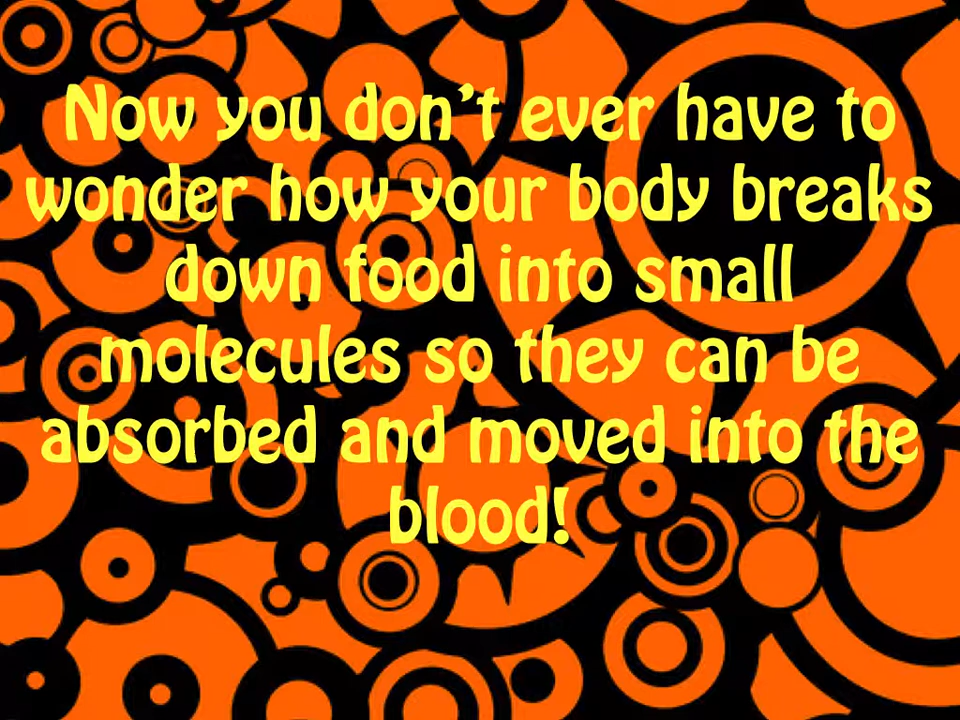 Now you don't ever have to
wonder how your body breaks
down food into small
molecules so they can be
absorbed and moved into the
blood!